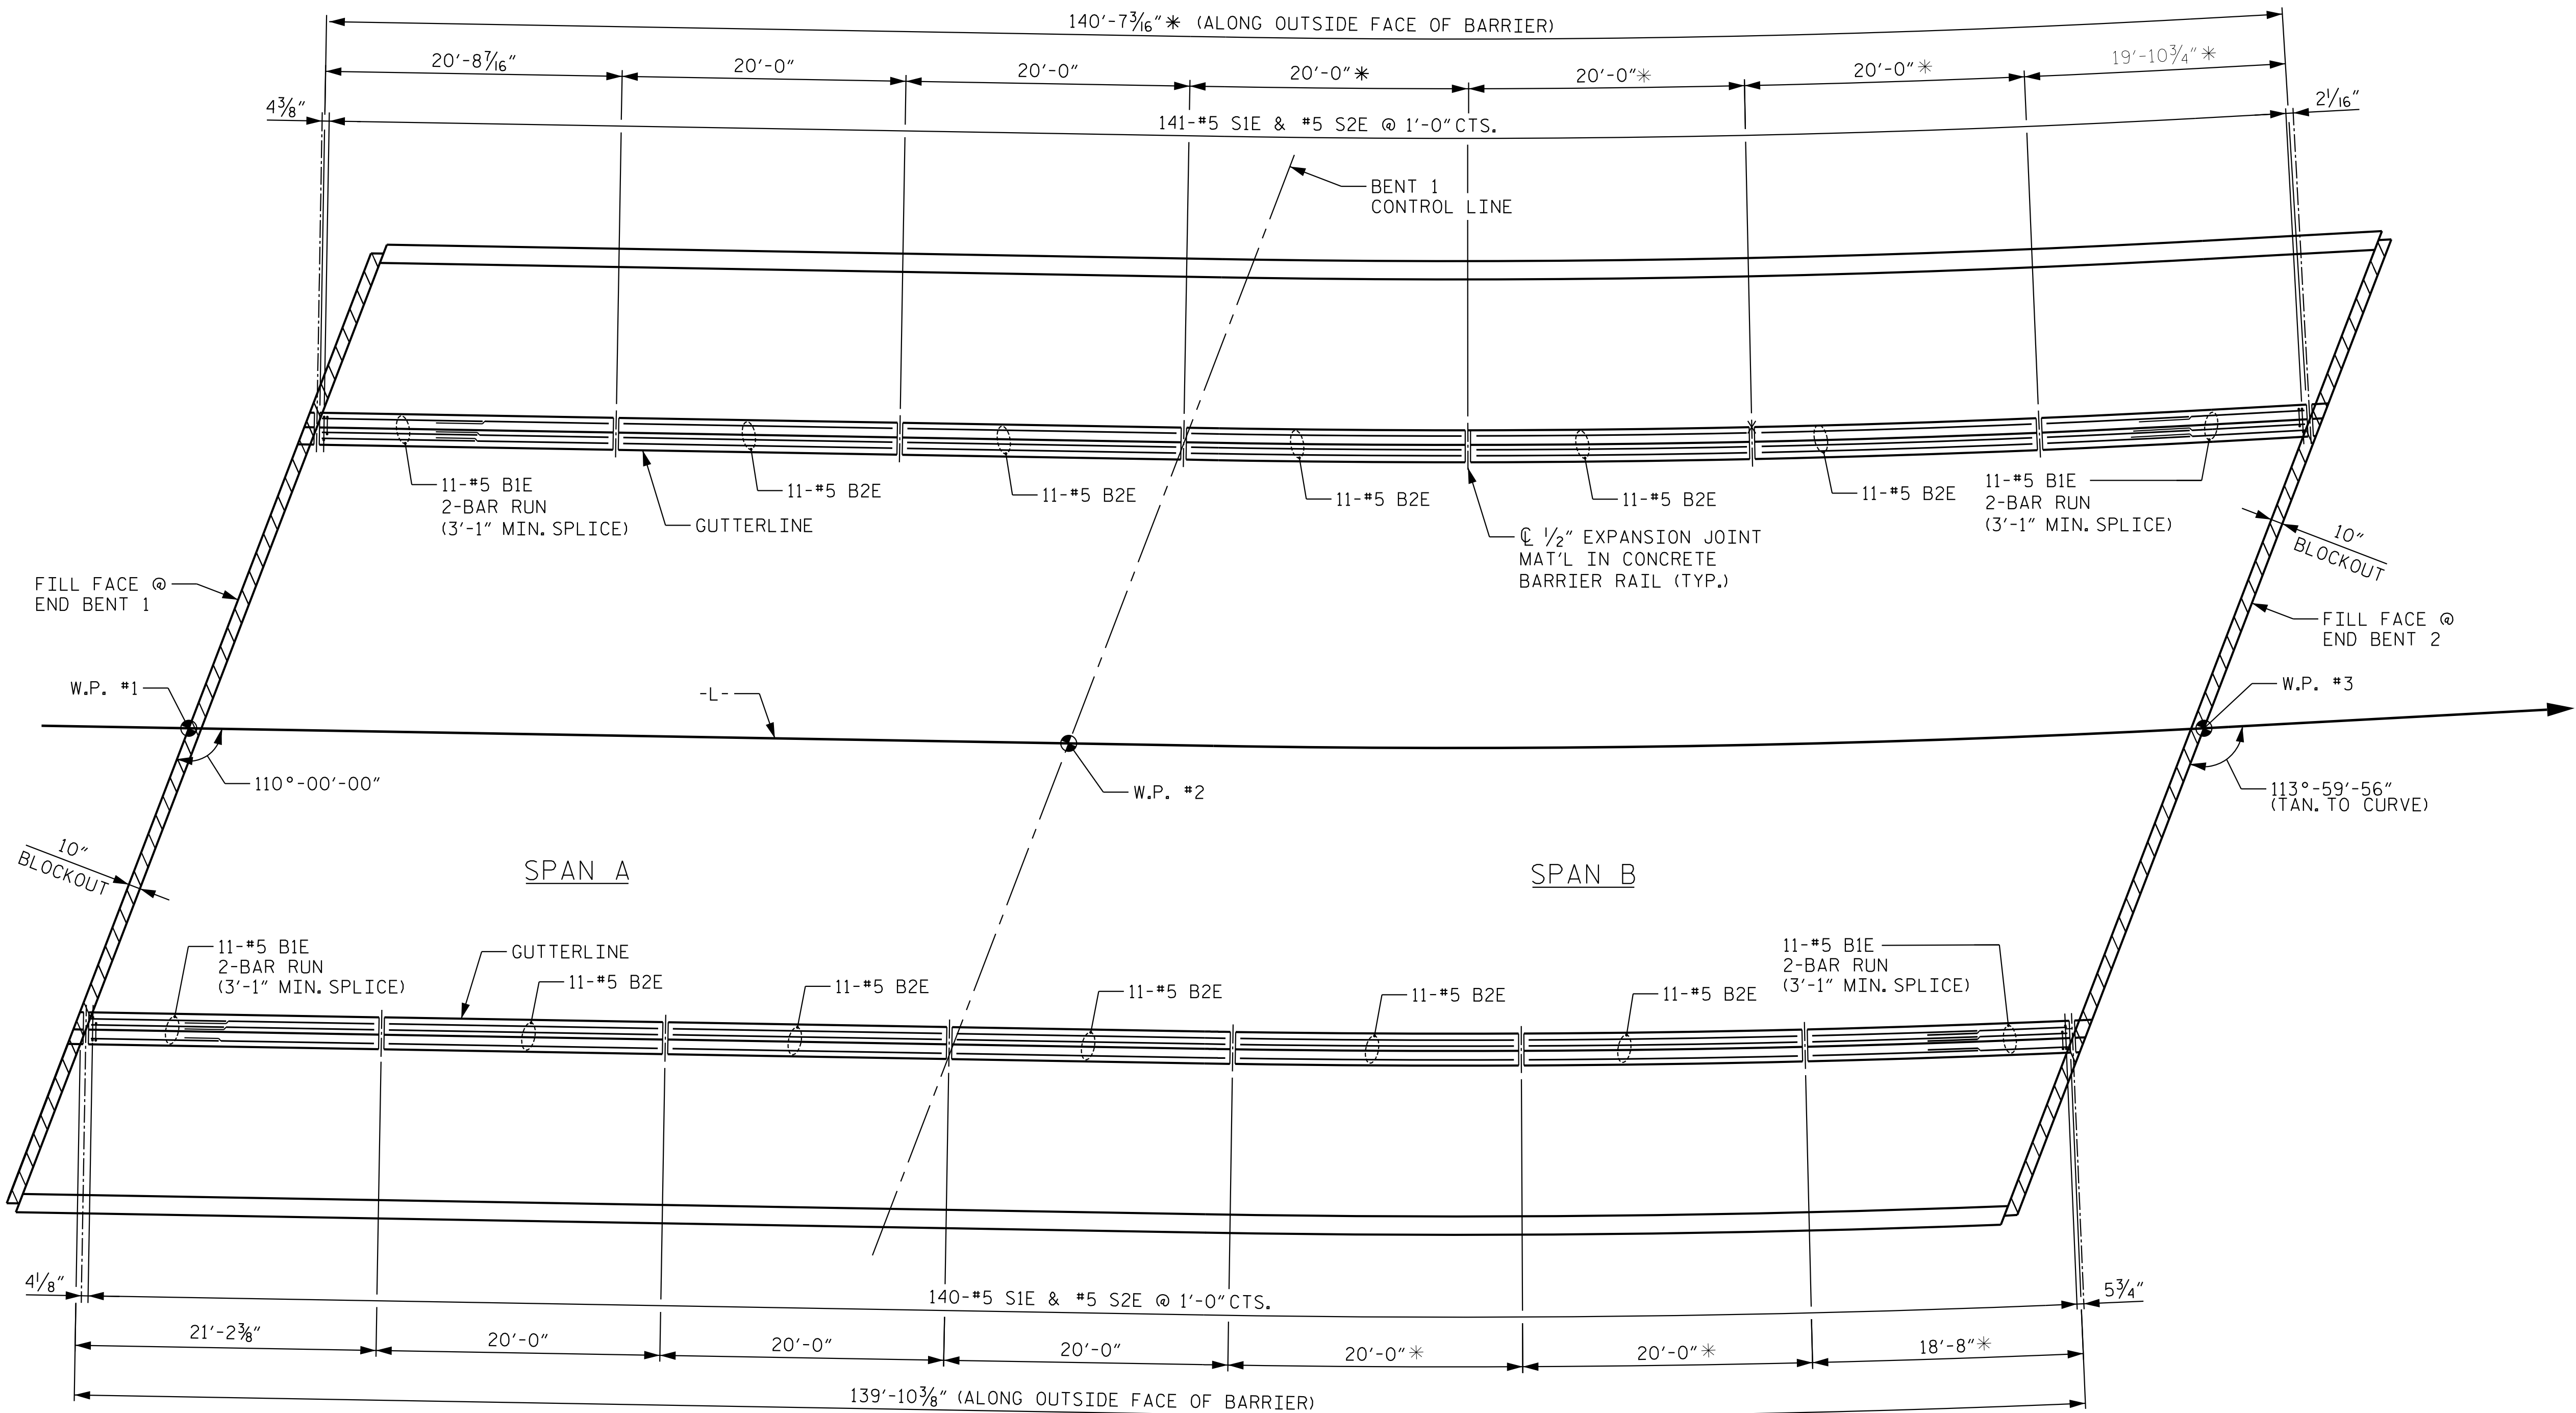 140'-7 3/16"* (ALONG OUTSIDE FACE OF BARRIER)
20'-8 7/16"
20'-0"
20'-0"
20'-0"*
20'-0"*
20'-0"*
19'-10 3/4"*
4 3/8"
141-#5 S1E & #5 S2E @ 1'-0" CTS.
2 1/16"
BENT 1
CONTROL LINE
11-#5 B1E
2-BAR RUN
(3'-1" MIN. SPLICE)
GUTTERLINE
11-#5 B2E
11-#5 B2E
11-#5 B2E
℄ 1/2" EXPANSION JOINT
MAT'L IN CONCRETE
BARRIER RAIL (TYP.)
11-#5 B2E
11-#5 B2E
11-#5 B1E
2-BAR RUN
(3'-1" MIN. SPLICE)
10"
BLOCKOUT
FILL FACE @
END BENT 1
FILL FACE @
END BENT 2
W.P. #1
-L-
W.P. #3
110°-00'-00"
W.P. #2
113°-59'-56"
(TAN. TO CURVE)
10"
BLOCKOUT
SPAN A
SPAN B
11-#5 B1E
2-BAR RUN
(3'-1" MIN. SPLICE)
GUTTERLINE
11-#5 B2E
11-#5 B2E
11-#5 B2E
11-#5 B2E
11-#5 B2E
11-#5 B1E
2-BAR RUN
(3'-1" MIN. SPLICE)
4 1/8"
140-#5 S1E & #5 S2E @ 1'-0" CTS.
5 3/4"
21'-2 3/8"
20'-0"
20'-0"
20'-0"
20'-0"*
20'-0"*
18'-8"*
139'-10 3/8" (ALONG OUTSIDE FACE OF BARRIER)